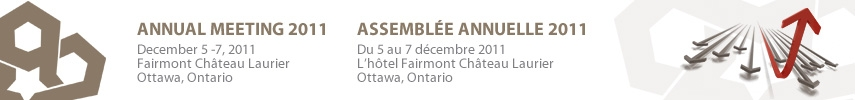 ANNUAL MEETING 2011
December 5 -7, 2011
Fairmont Château Laurier
Ottawa, Ontario
ASSEMBLÉE ANNUELLE 2011
Du 5 au 7 décembre 2011
L'hôtel Fairmont Château Laurier
Ottawa, Ontario